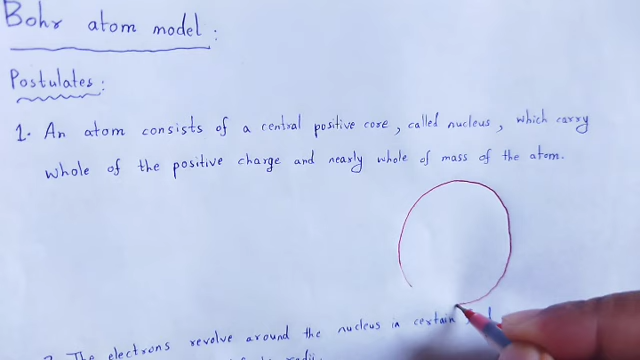 Bohr atom model :
Postulates :
1. An atom consists of a central positive core, called nucleus, which carry
whole of the positive charge and nearly whole of mass of the atom.
The electrons revolve around the nucleus in certain